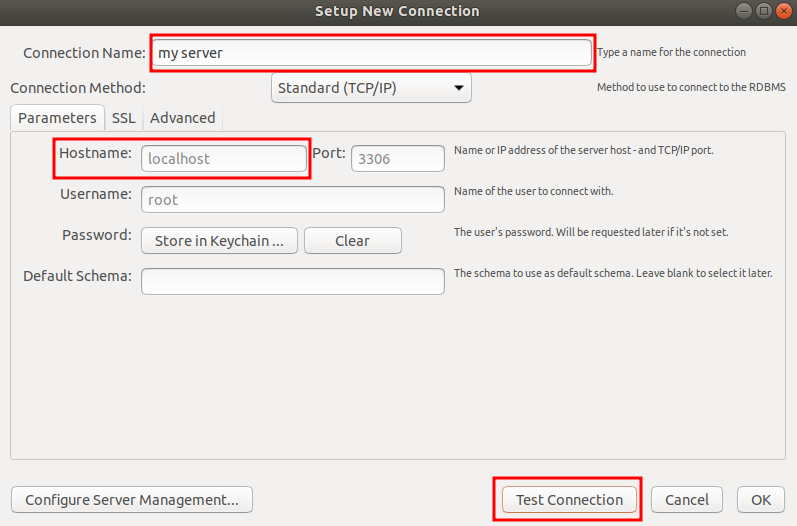 Setup New Connection
Connection Name: my server Type a name for the connection
Connection Method: Standard (TCP/IP) Method to use to connect to the RDBMS
Parameters SSL Advanced
Hostname: localhost Port: 3306 Name or IP address of the server host - and TCP/IP port.
Username: root Name of the user to connect with.
Password: Store in Keychain ... Clear The user's password. Will be requested later if it's not set.
Default Schema: The schema to use as default schema. Leave blank to select it later.
Configure Server Management... Test Connection Cancel OK